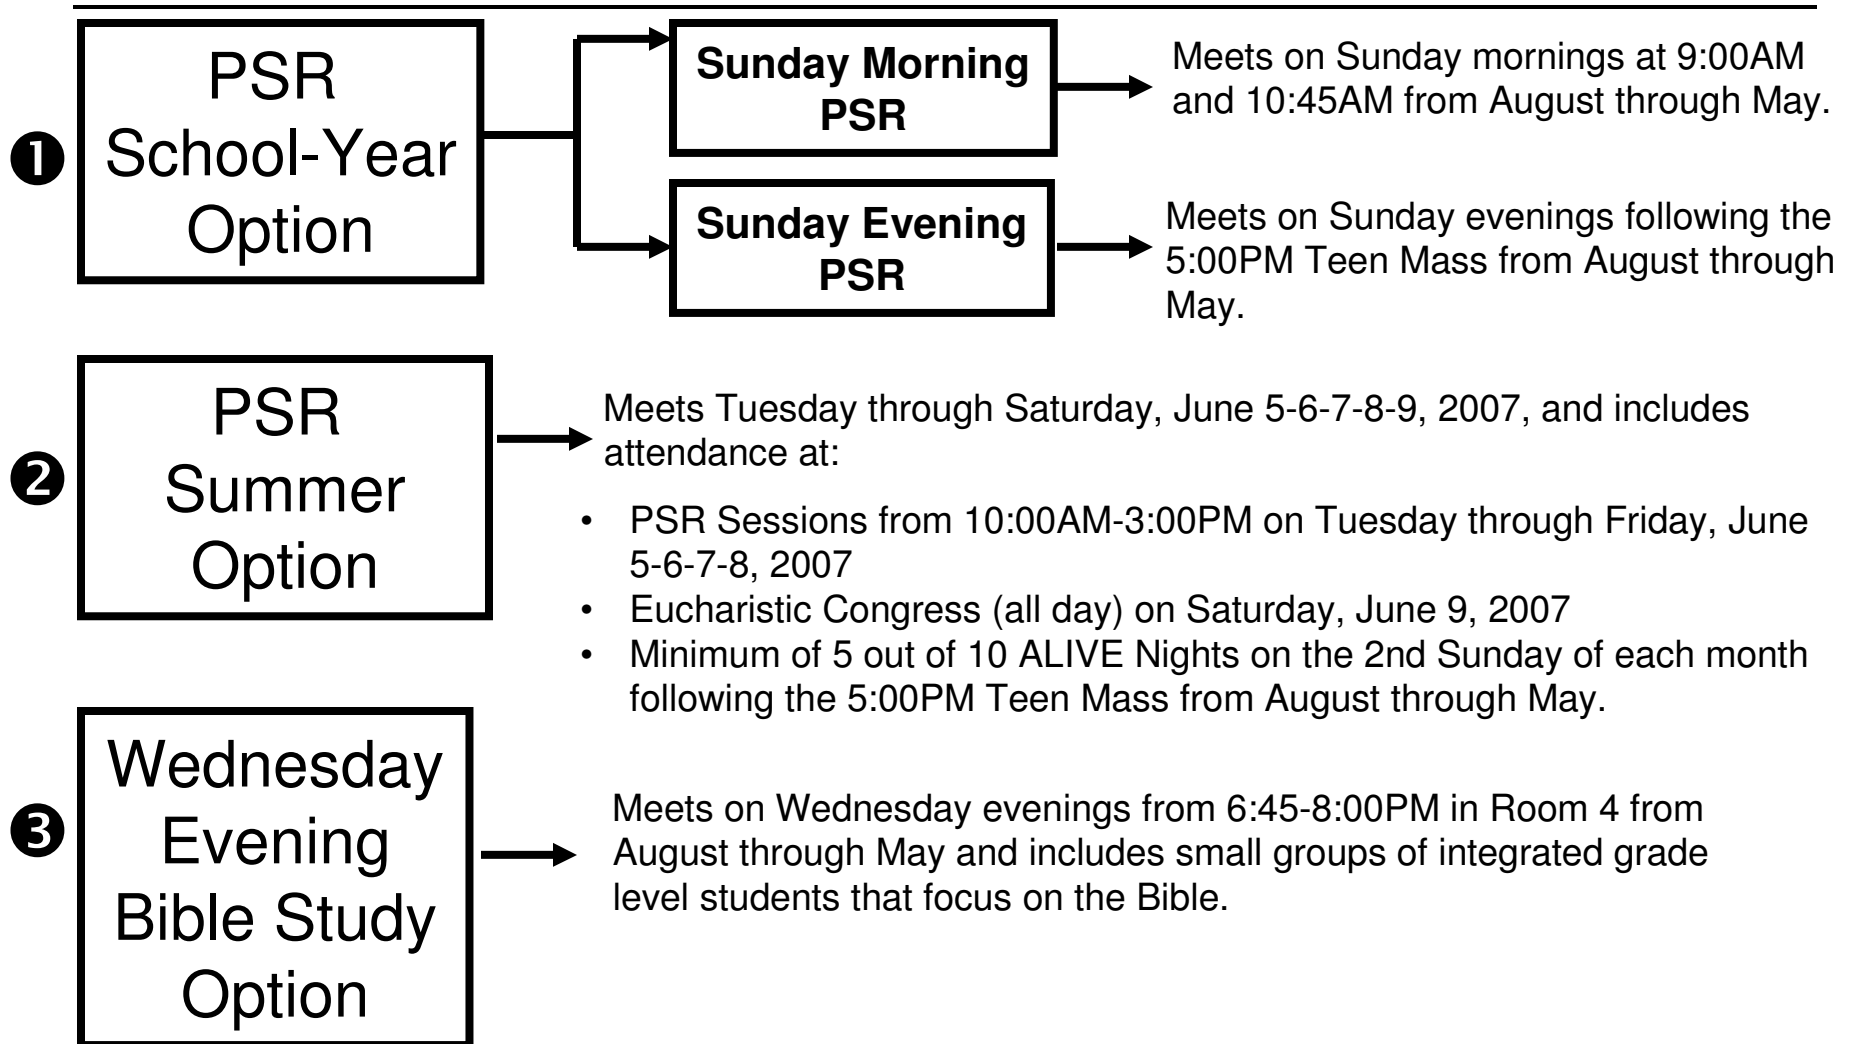 ❶
PSR
School-Year
Option
Sunday Morning
PSR
Meets on Sunday mornings at 9:00AM
and 10:45AM from August through May.
Sunday Evening
PSR
Meets on Sunday evenings following the
5:00PM Teen Mass from August through
May.
❷
PSR
Summer
Option
Meets Tuesday through Saturday, June 5-6-7-8-9, 2007, and includes
attendance at:
• PSR Sessions from 10:00AM-3:00PM on Tuesday through Friday, June
5-6-7-8, 2007
• Eucharistic Congress (all day) on Saturday, June 9, 2007
• Minimum of 5 out of 10 ALIVE Nights on the 2nd Sunday of each month
following the 5:00PM Teen Mass from August through May.
❸
Wednesday
Evening
Bible Study
Option
Meets on Wednesday evenings from 6:45-8:00PM in Room 4 from
August through May and includes small groups of integrated grade
level students that focus on the Bible.